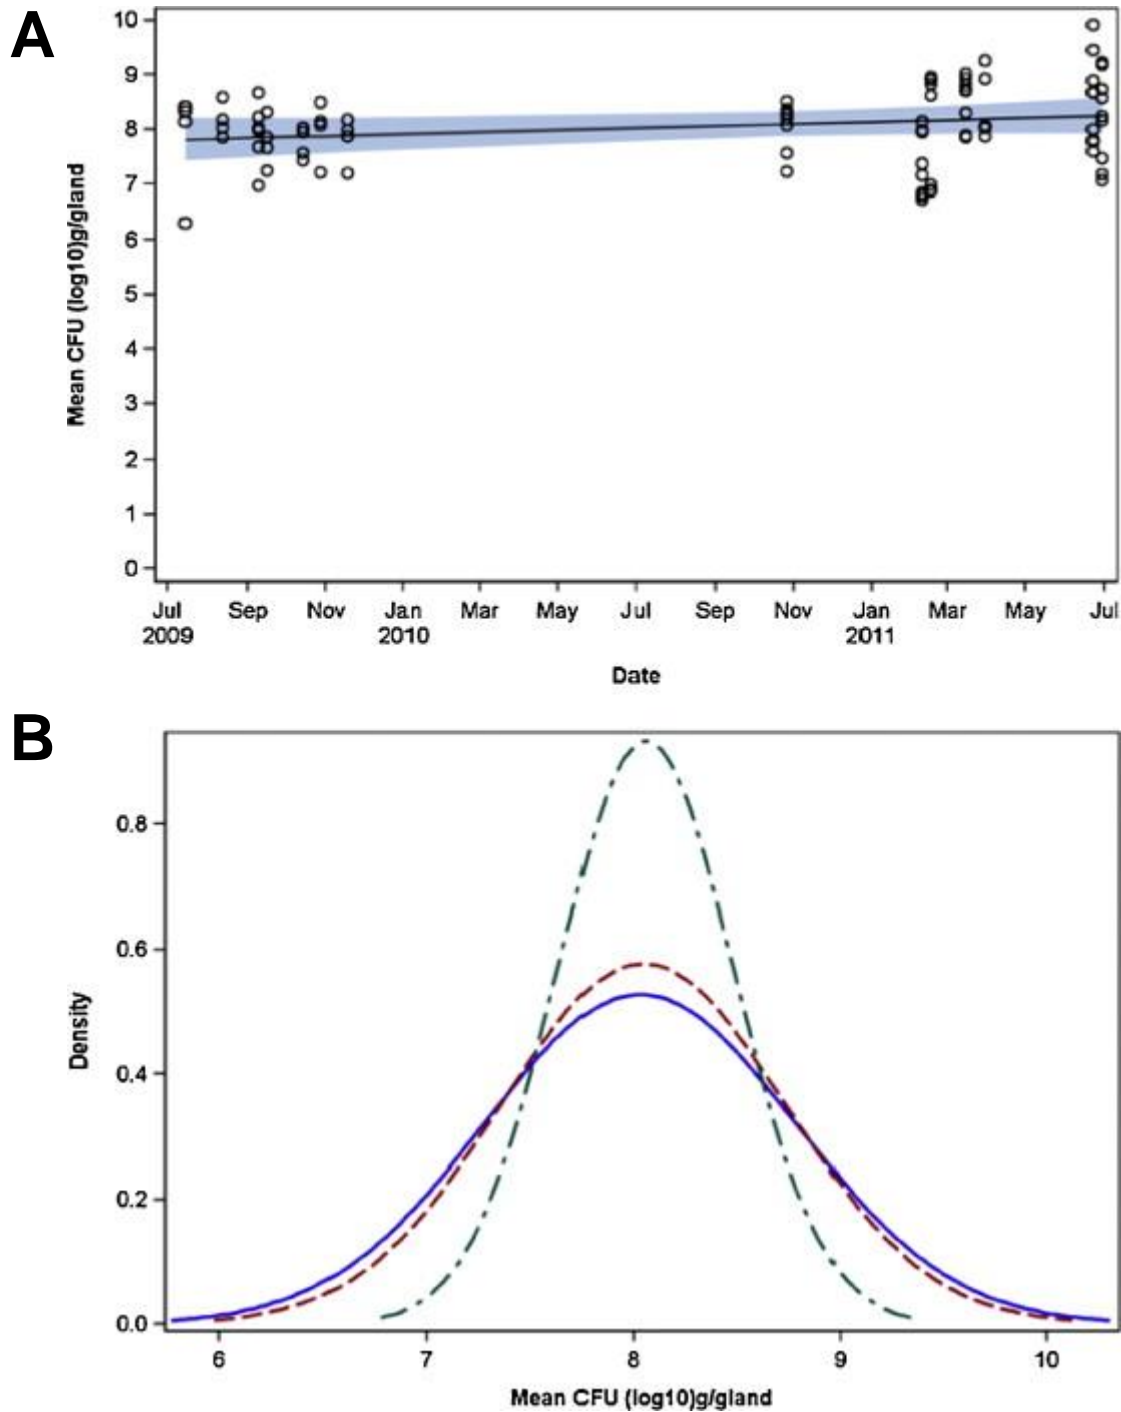 A
10
9
8
7
6
5
4
3
2
1
0
Mean CFU (log10)g/gland
Jul Sep Nov Jan Mar May Jul Sep Nov Jan Mar May Jul
2009 2010 2011
Date
B
0.8
0.6
0.4
0.2
0.0
Density
6 7 8 9 10
Mean CFU (log10)g/gland